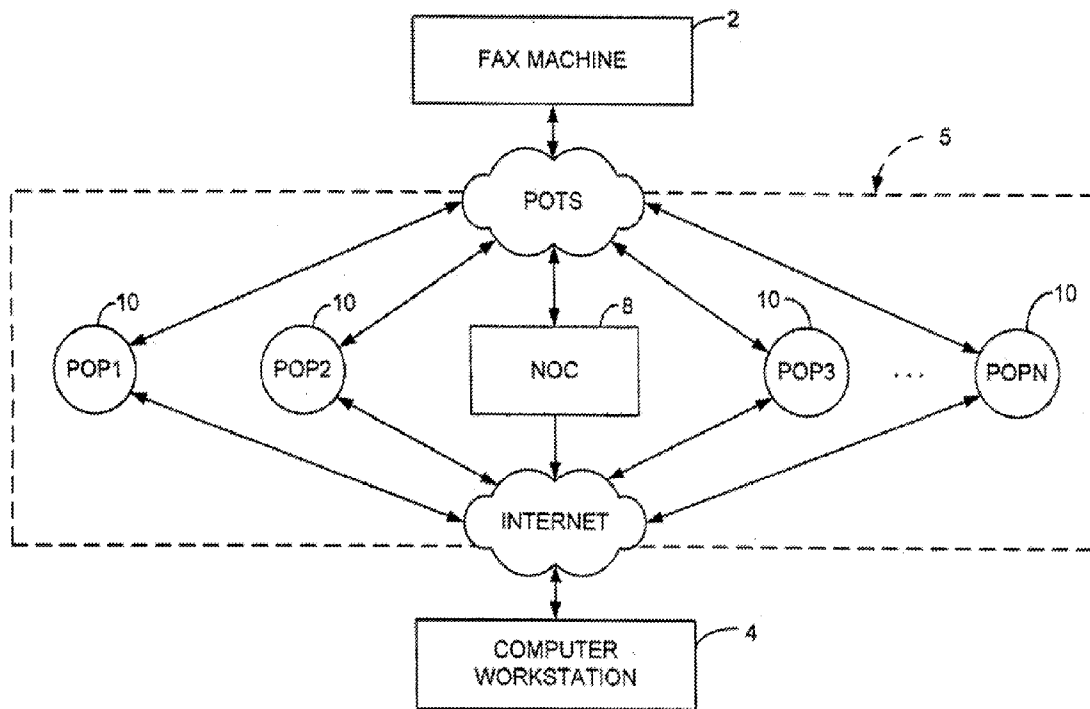 2
FAX MACHINE
5
POTS
10
10
8
10
10
POP1
POP2
NOC
POP3
...
POPN
INTERNET
4
COMPUTER
WORKSTATION